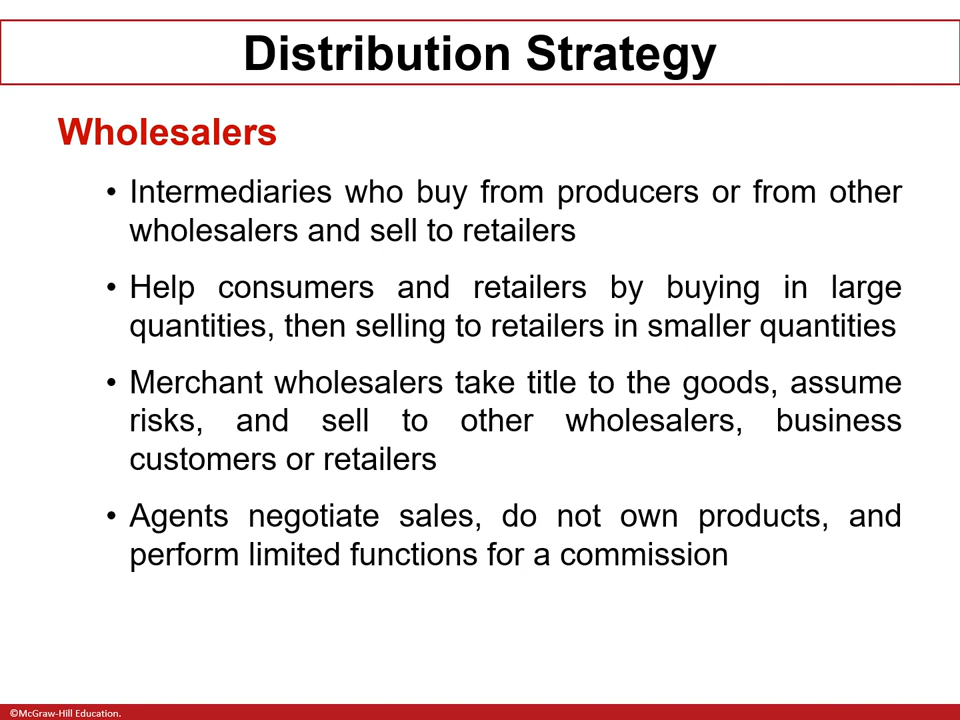 Distribution Strategy
Wholesalers
• Intermediaries who buy from producers or from other
wholesalers and sell to retailers
• Help consumers and retailers by buying in large
quantities, then selling to retailers in smaller quantities
• Merchant wholesalers take title to the goods, assume
risks, and sell to other wholesalers, business
customers or retailers
• Agents negotiate sales, do not own products, and
perform limited functions for a commission
©McGraw-Hill Education.